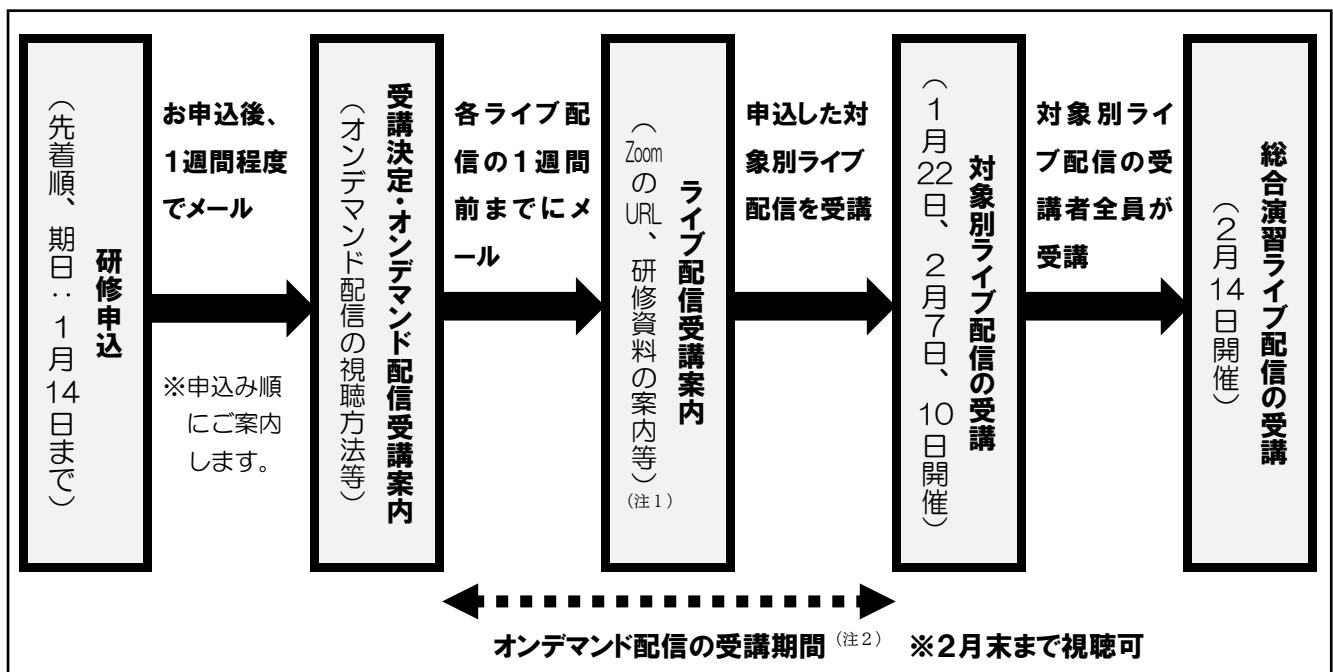 研修申込
（先着順、期日：１月14日まで）
お申込後、
１週間程度
でメール
※申込み順
にご案内
します。
受講決定・オンデマンド配信受講案内
（オンデマンド配信の視聴方法等）
各ライブ配
信の１週間
前までにメ
ール
ライブ配信受講案内
（ZoomのURL、研修資料の案内等）（注１）
申込した対
象別ライブ
配信を受講
対象別ライブ配信の受講
（１月22日、２月７日、10日開催）
対象別ライ
ブ配信の受
講者全員が
受講
総合演習ライブ配信の受講
（２月14日開催）
オンデマンド配信の受講期間（注２） ※２月末まで視聴可